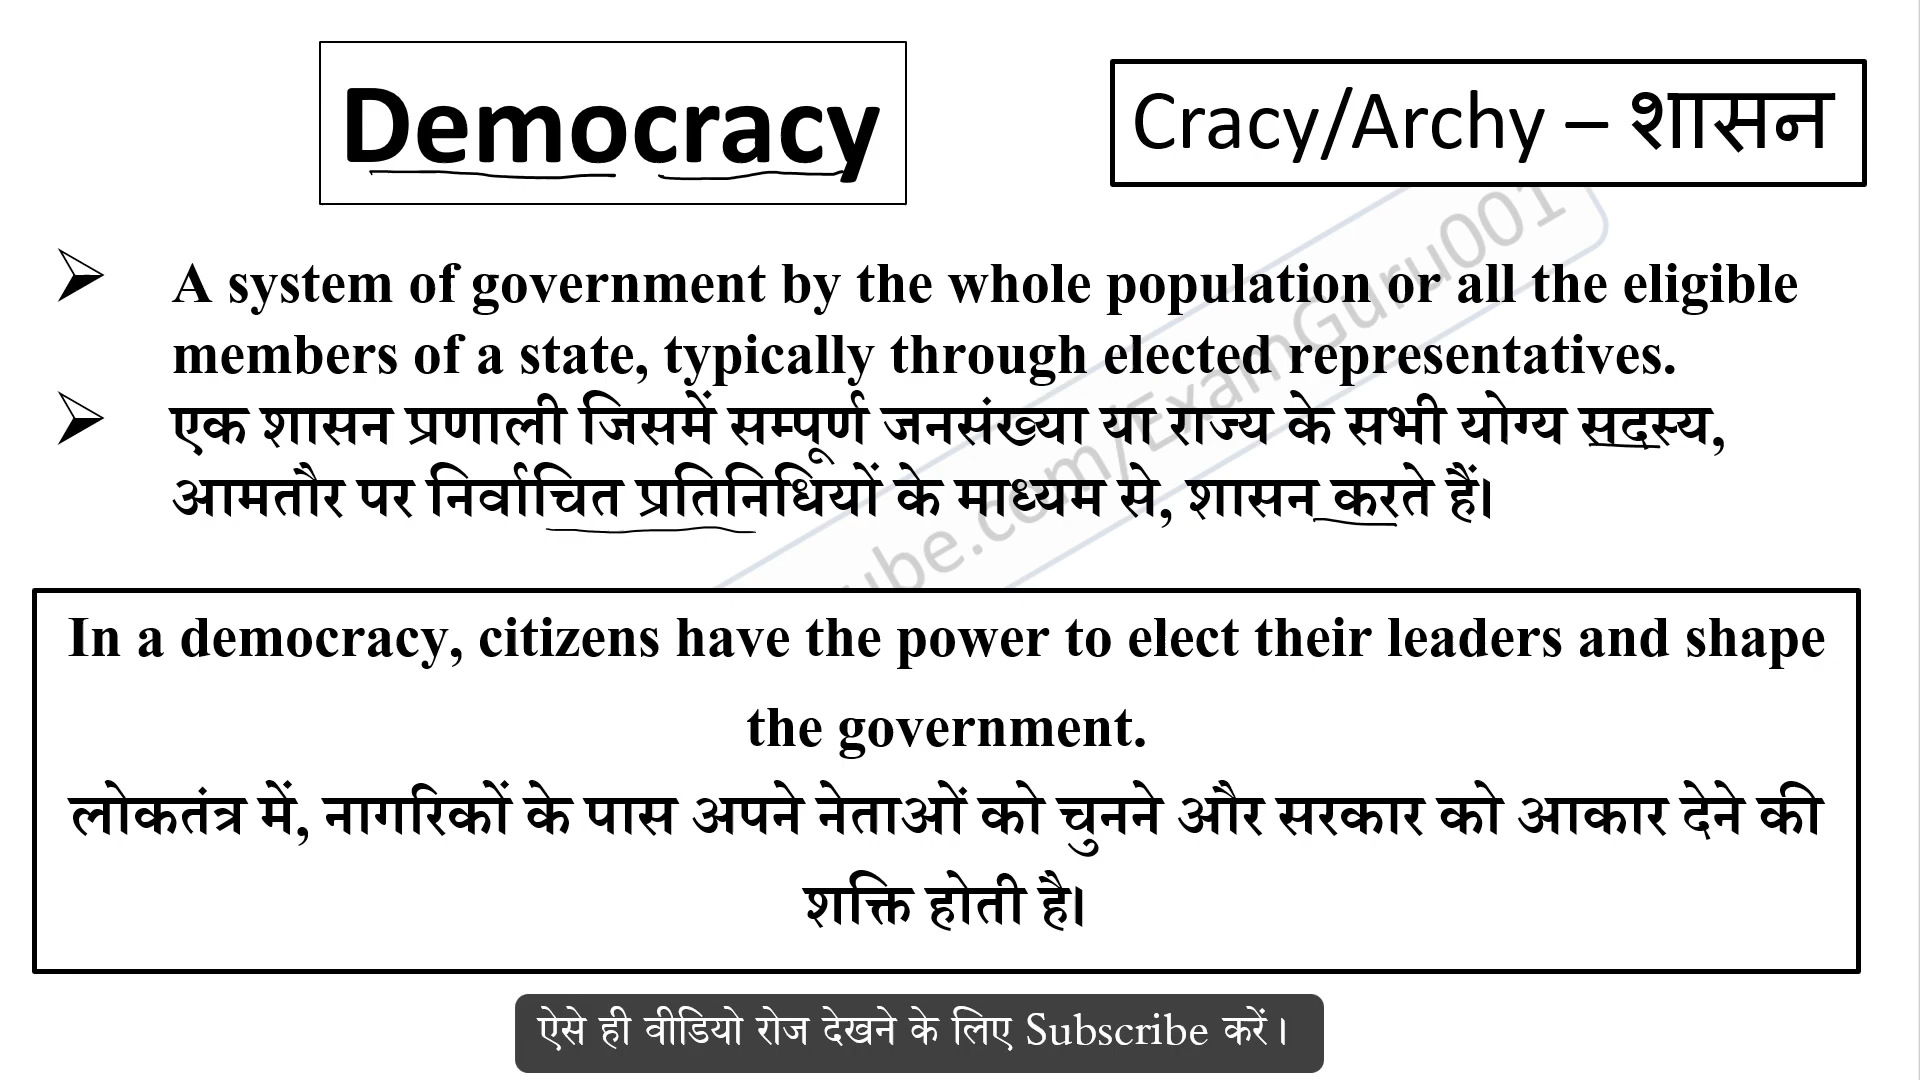 Democracy
Cracy/Archy – शासन
A system of government by the whole population or all the eligible
members of a state, typically through elected representatives.
एक शासन प्रणाली जिसमें सम्पूर्ण जनसंख्या या राज्य के सभी योग्य सदस्य,
आमतौर पर निर्वाचित प्रतिनिधियों के माध्यम से, शासन करते हैं।
ube.com/ExamGuru001
In a democracy, citizens have the power to elect their leaders and shape
the government.
लोकतंत्र में, नागरिकों के पास अपने नेताओं को चुनने और सरकार को आकार देने की
शक्ति होती है।
ऐसे ही वीडियो रोज देखने के लिए Subscribe करें।